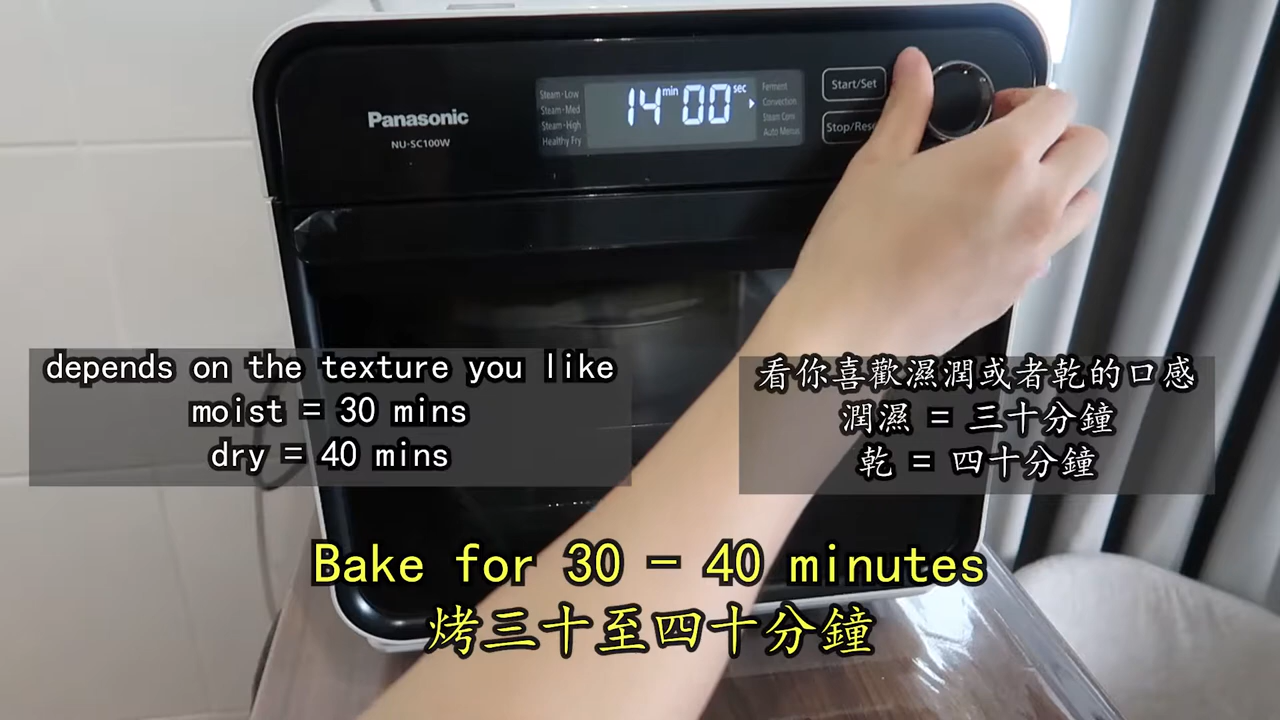 Panasonic
NU-SC100W
Steam-Low
Steam-Med
Steam-High
Healthy Fry
14 min 00 sec
Ferment
Convection
Steam Conv
Auto Menus
Start/Set
Stop/Rese
depends on the texture you like
moist = 30 mins
dry = 40 mins
看你喜歡濕潤或者乾的口感
潤濕 = 三十分鐘
乾 = 四十分鐘
Bake for 30 - 40 minutes
烤三十至四十分鐘